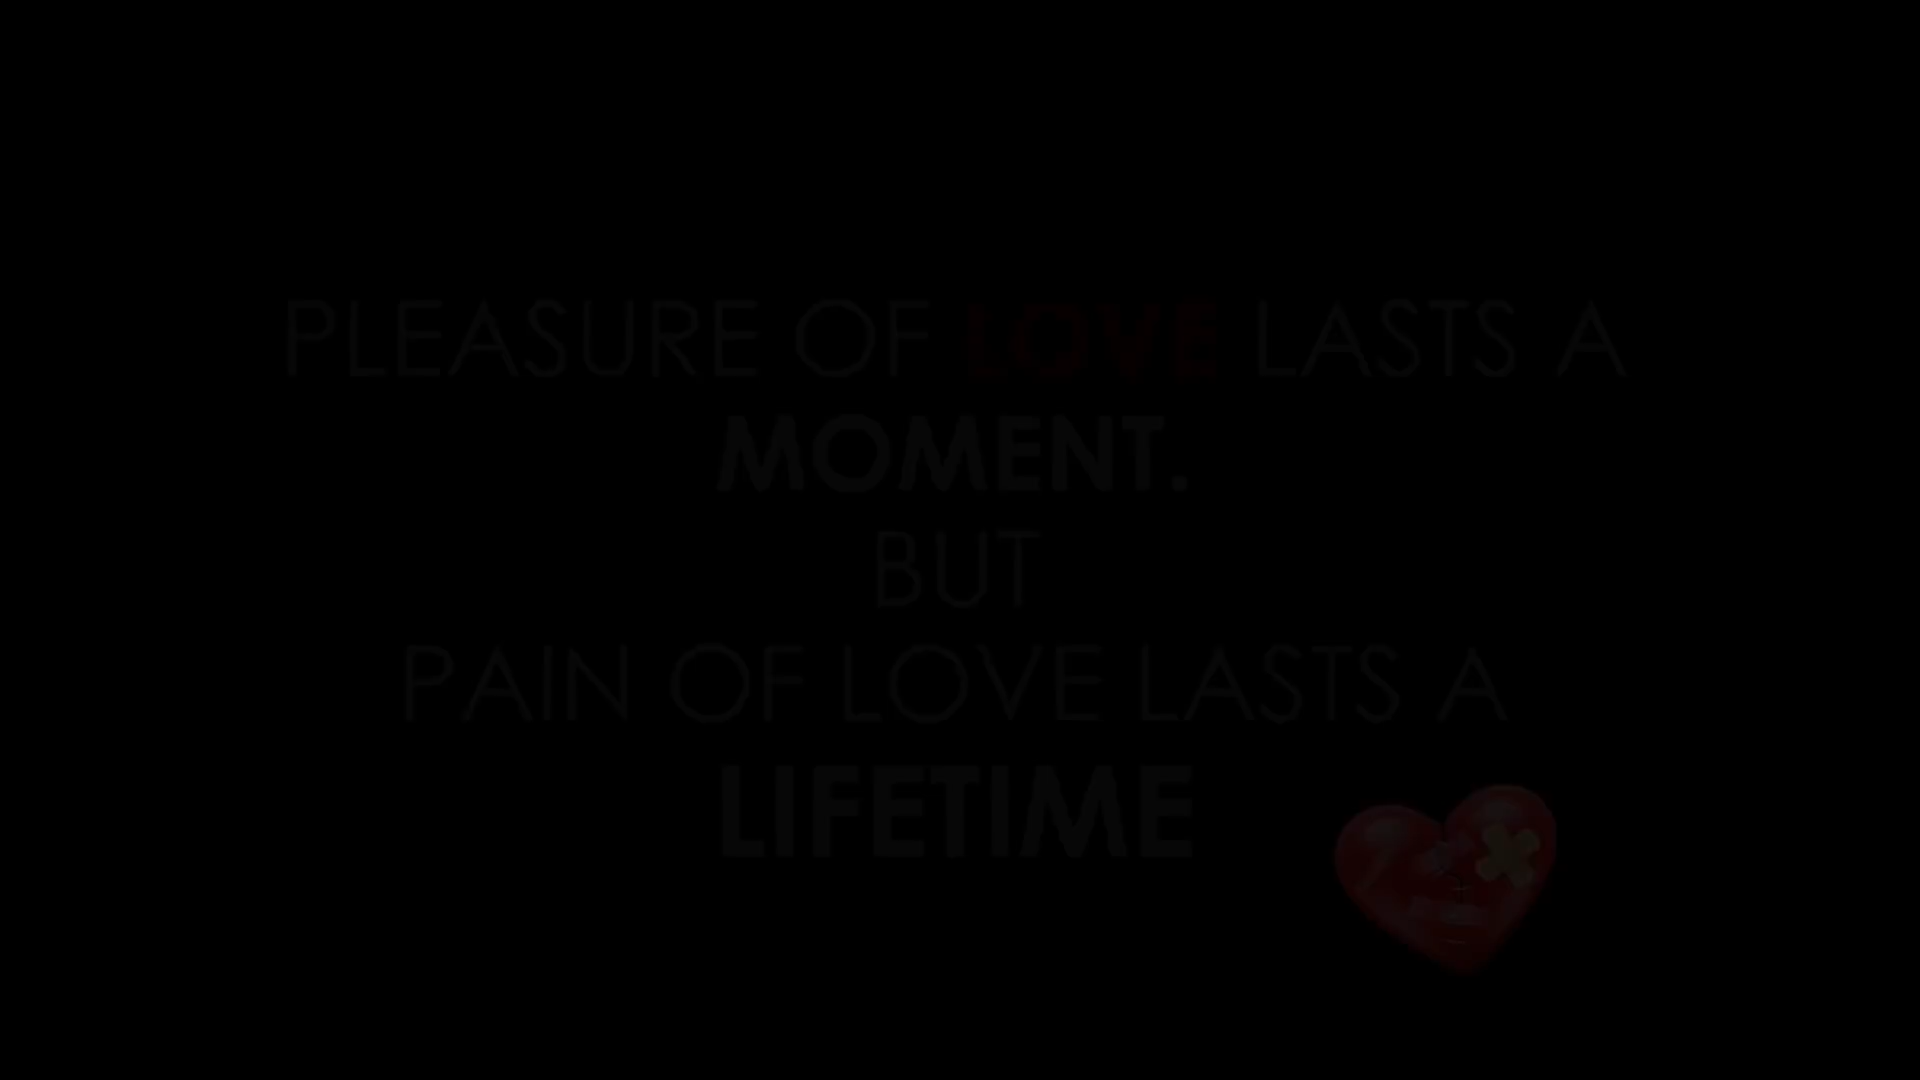 PLEASURE OF LOVE LASTS A
MOMENT.
BUT
PAIN OF LOVE LASTS A
LIFETIME